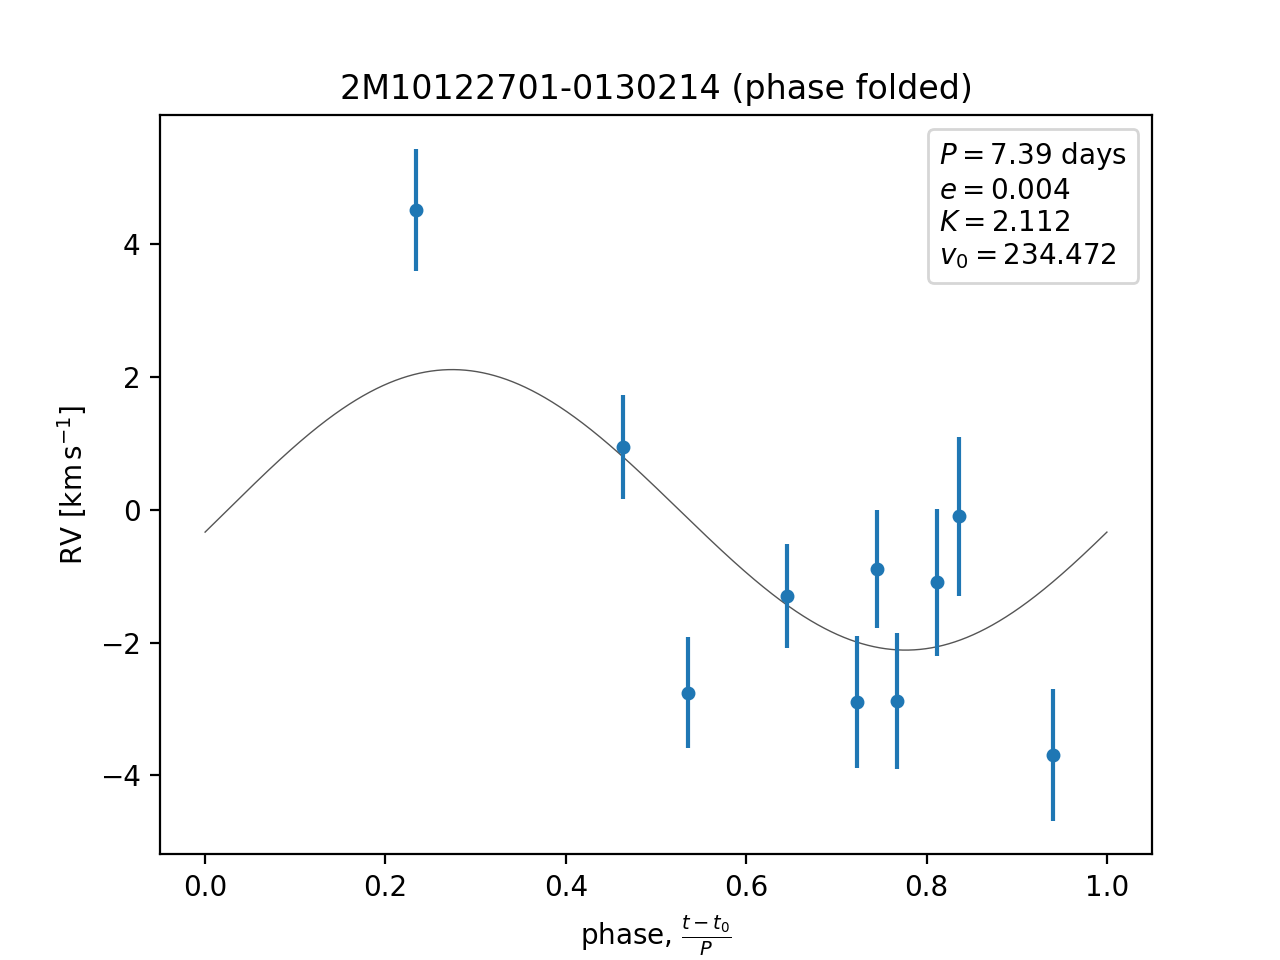 2M10122701-0130214 (phase folded)
P = 7.39 days
e = 0.004
K = 2.112
v₀ = 234.472
RV [km s⁻¹]
4
2
0
−2
−4
0.0 0.2 0.4 0.6 0.8 1.0
phase, (t − t₀)/P